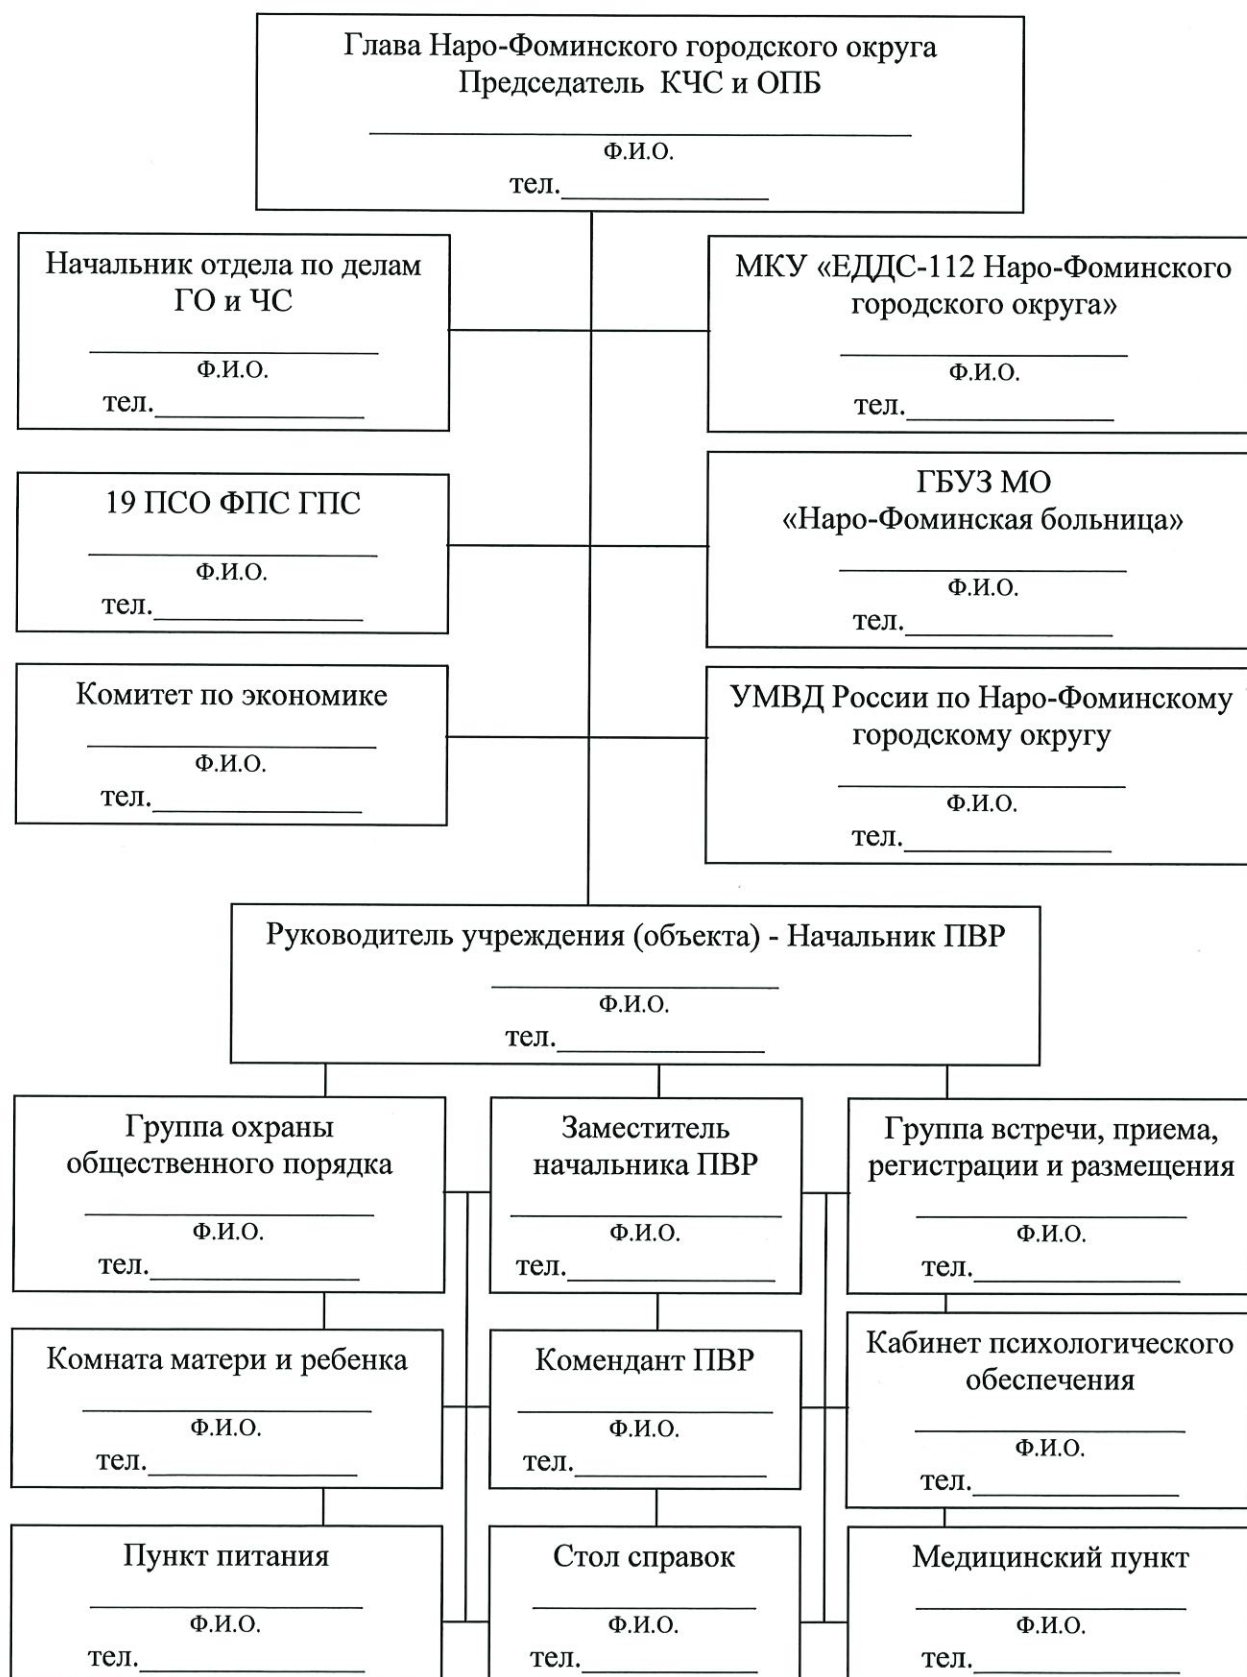 Глава Наро-Фоминского городского округа
Председатель КЧС и ОПБ
Ф.И.О.
тел.
Начальник отдела по делам
ГО и ЧС
Ф.И.О.
тел.
МКУ «ЕДДС-112 Наро-Фоминского
городского округа»
Ф.И.О.
тел.
19 ПСО ФПС ГПС
Ф.И.О.
тел.
ГБУЗ МО
«Наро-Фоминская больница»
Ф.И.О.
тел.
Комитет по экономике
Ф.И.О.
тел.
УМВД России по Наро-Фоминскому
городскому округу
Ф.И.О.
тел.
Руководитель учреждения (объекта) - Начальник ПВР
Ф.И.О.
тел.
Группа охраны
общественного порядка
Ф.И.О.
тел.
Заместитель
начальника ПВР
Ф.И.О.
тел.
Группа встречи, приема,
регистрации и размещения
Ф.И.О.
тел.
Комната матери и ребенка
Ф.И.О.
тел.
Комендант ПВР
Ф.И.О.
тел.
Кабинет психологического
обеспечения
Ф.И.О.
тел.
Пункт питания
Ф.И.О.
тел.
Стол справок
Ф.И.О.
тел.
Медицинский пункт
Ф.И.О.
тел.